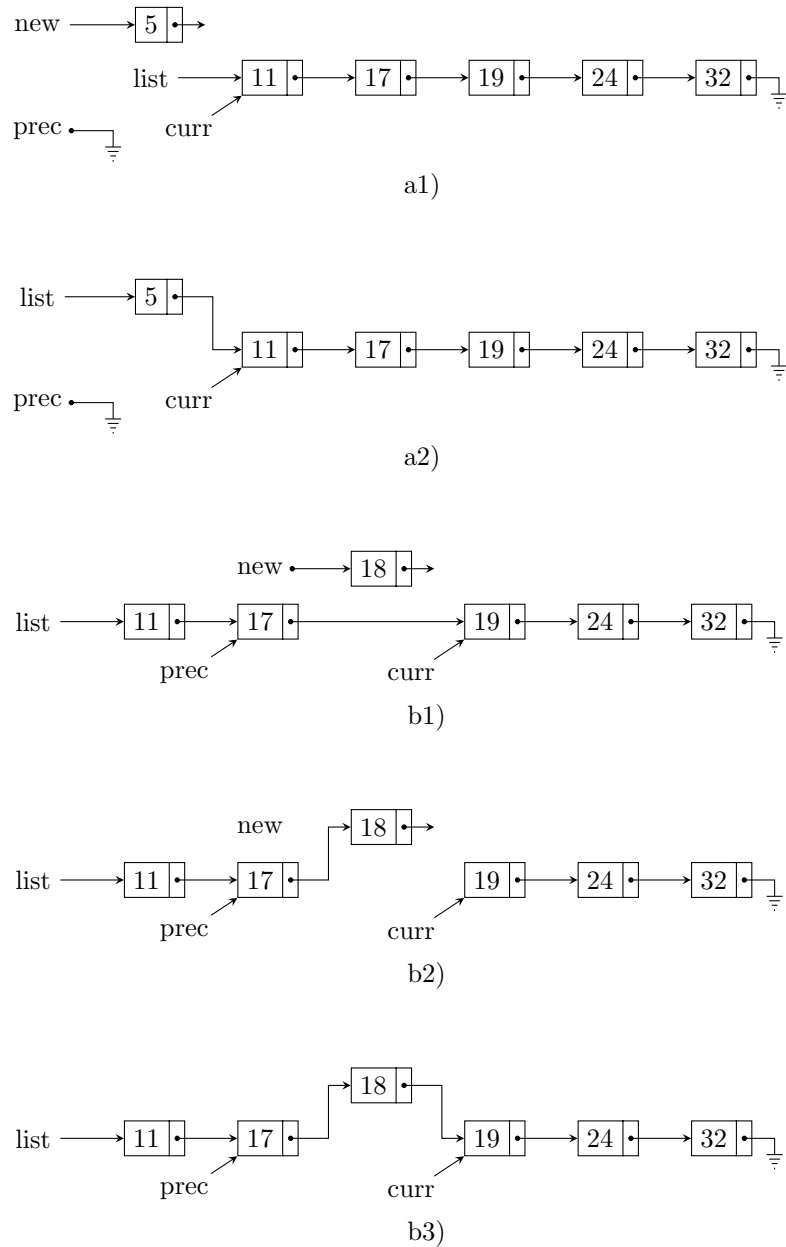 new 5
list 11 17 19 24 32
prec curr
a1)
list 5
11 17 19 24 32
prec curr
a2)
new 18
list 11 17 19 24 32
prec curr
b1)
new 18
list 11 17 19 24 32
prec curr
b2)
18
list 11 17 19 24 32
prec curr
b3)